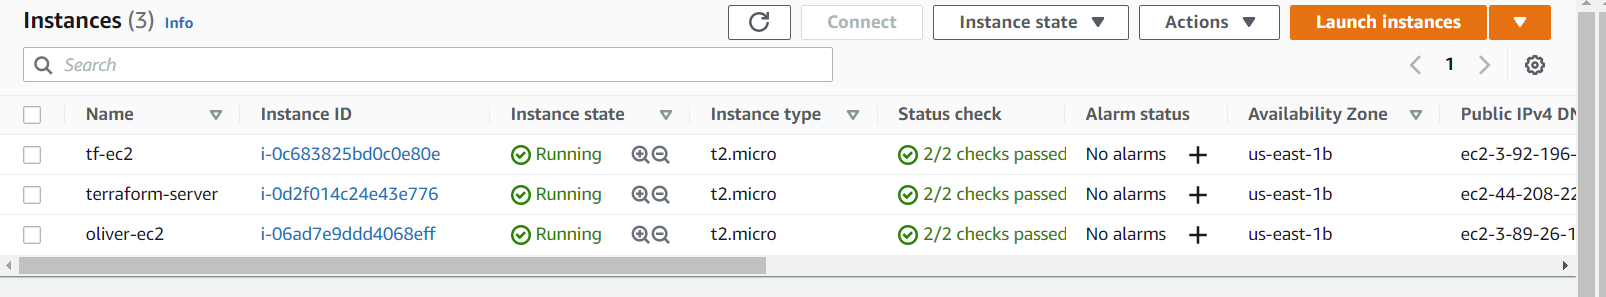 Instances (3) Info
Connect Instance state Actions Launch instances
Search
1
Name Instance ID Instance state Instance type Status check Alarm status Availability Zone Public IPv4 DN
tf-ec2 i-0c683825bd0c0e80e Running t2.micro 2/2 checks passed No alarms + us-east-1b ec2-3-92-196-
terraform-server i-0d2f014c24e43e776 Running t2.micro 2/2 checks passed No alarms + us-east-1b ec2-44-208-22
oliver-ec2 i-06ad7e9ddd4068eff Running t2.micro 2/2 checks passed No alarms + us-east-1b ec2-3-89-26-1